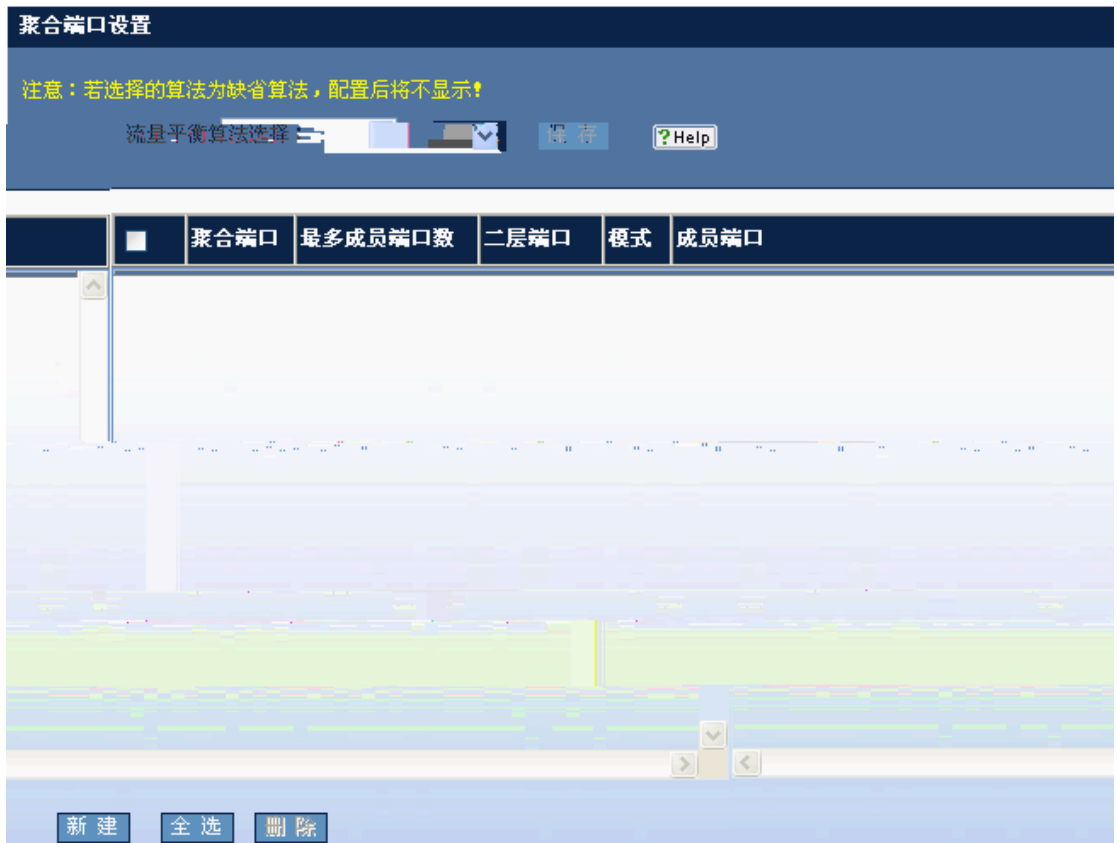 聚合端口设置
注意：若选择的算法为缺省算法，配置后将不显示！
流量平衡算法选择： 保 存 Help
聚合端口 最多成员端口数 二层端口 模式 成员端口
新 建 全 选 删 除